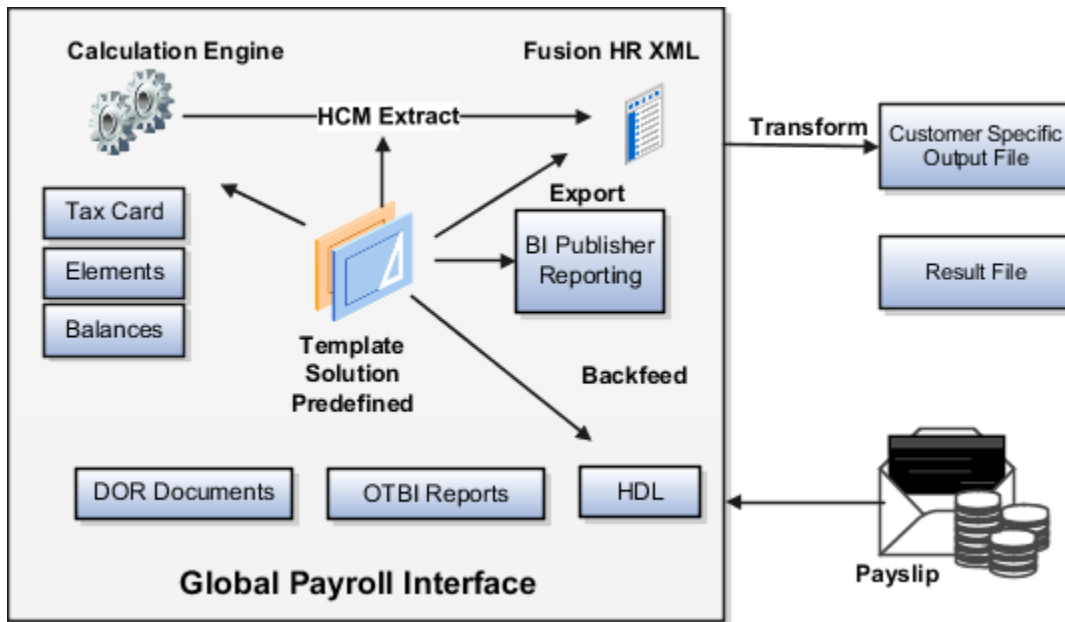 Calculation Engine
Fusion HR XML
HCM Extract
Transform
Customer Specific
Output File
Tax Card
Export
Elements
BI Publisher
Reporting
Result File
Balances
Template
Solution
Predefined
Backfeed
DOR Documents
OTBI Reports
HDL
Payslip
Global Payroll Interface